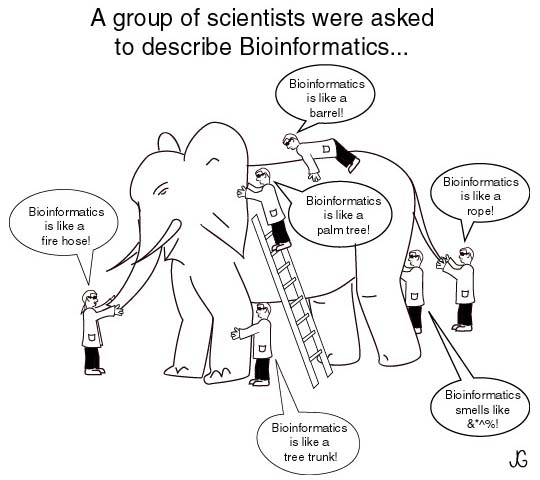 A group of scientists were asked
to describe Bioinformatics...
Bioinformatics
is like a
barrel!
Bioinformatics
is like a
fire hose!
Bioinformatics
is like a
palm tree!
Bioinformatics
is like a
rope!
Bioinformatics
is like a
tree trunk!
Bioinformatics
smells like
&*^%!
JG